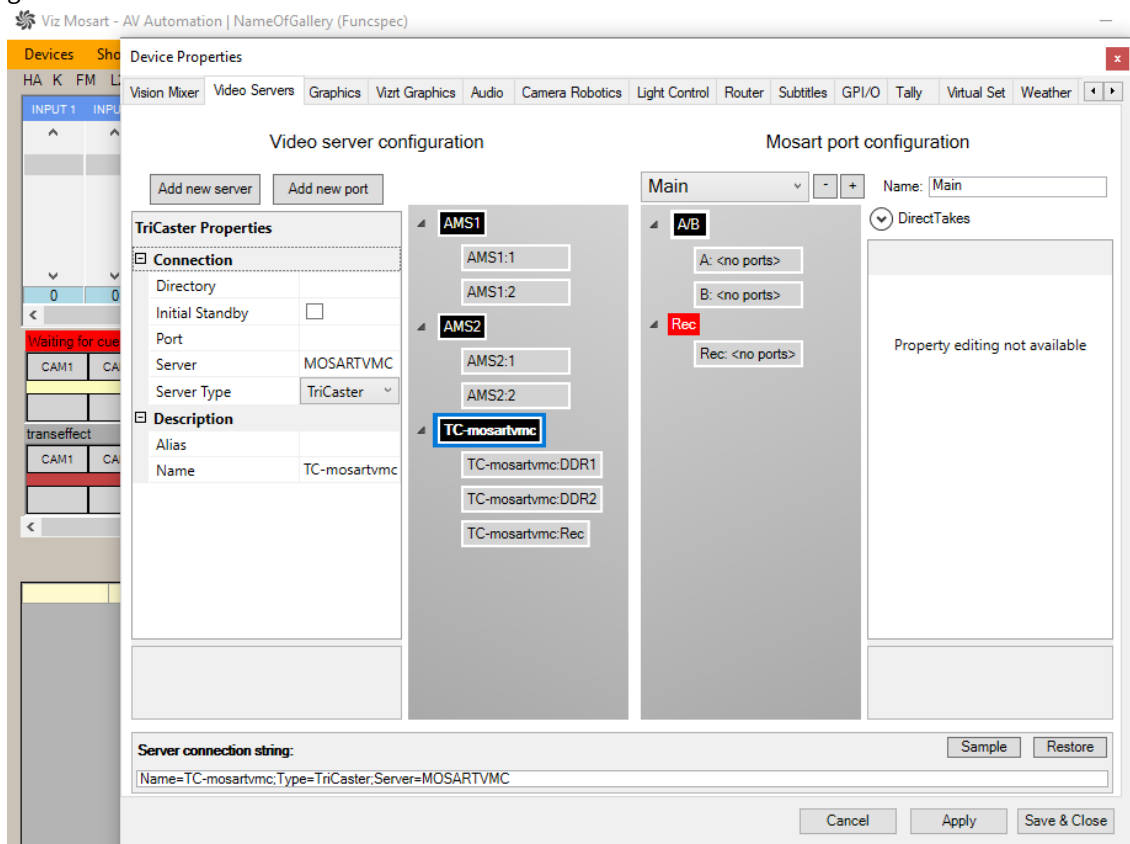 g
Viz Mosart - AV Automation | NameOfGallery (Funcspec)
Devices Sho
Device Properties
x
HA K FM
Vision Mixer Video Servers Graphics Vizrt Graphics Audio Camera Robotics Light Control Router Subtitles GPI/O Tally Virtual Set Weather
INPUT 1 INPU
Video server configuration
Mosart port configuration
Add new server Add new port
Main
- +
Name: Main
TriCaster Properties
AMS1
A/B
DirectTakes
Connection
AMS1:1
A: <no ports>
Directory
AMS1:2
B: <no ports>
Initial Standby
0 0
AMS2
Rec
Port
Waiting for cue
AMS2:1
Rec: <no ports>
Property editing not available
CAM1 CA
Server MOSARTVMC
Server Type TriCaster
AMS2:2
Description
TC-mosartvmc
transeffect
Alias
CAM1 CA
Name TC-mosartvmc
TC-mosartvmc:DDR1
TC-mosartvmc:DDR2
TC-mosartvmc:Rec
Server connection string:
Sample Restore
Name=TC-mosartvmc;Type=TriCaster;Server=MOSARTVMC
Cancel Apply Save & Close